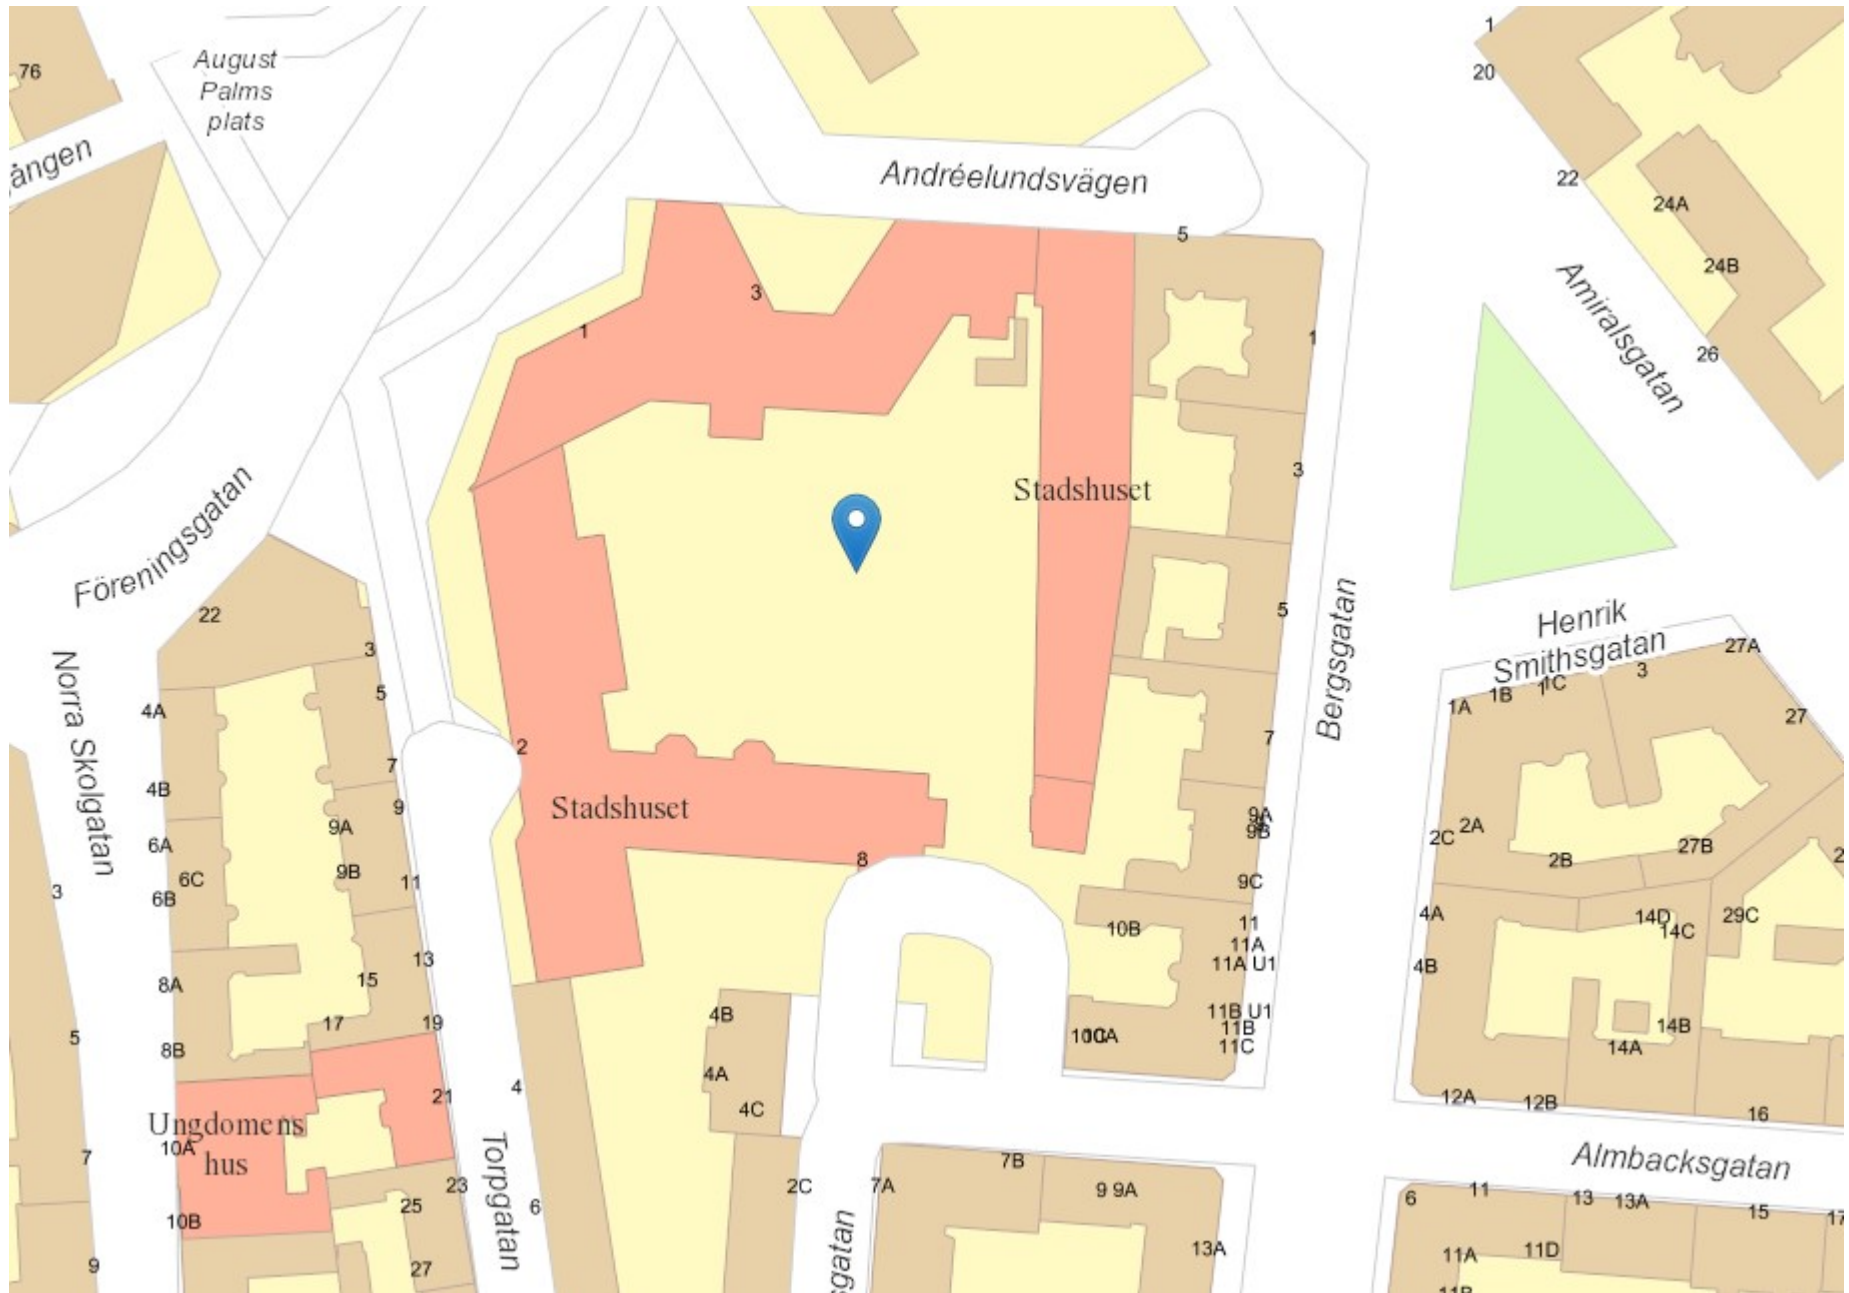 August
Palms
plats
76
ången
Andréelundsvägen
1
20
22
24A
24B
Amiralsgatan
26
5
3
1
1
3
Stadshuset
Föreningsgatan
22
Norra Skolgatan
3
5
7
9
11
13
15
17
19
21
23
25
27
4A
4B
6A
6B
6C
8A
8B
9A
9B
10A
10B
Ungdomens
hus
3
5
7
9
2
Stadshuset
8
5
7
9A
9B
9C
11
11A
11A U1
11B U1
11B
11C
10B
10A
Bergsgatan
Henrik
Smithsgatan
27A
27
3
1C
1B
1A
2A
2C
2B
27B
4A
4B
14D
14C
29C
14B
14A
12A
12B
16
Almbacksgatan
4B
4A
4C
4
6
Torpgatan
2C
7A
7B
9 9A
13A
sgatan
6
11
13
13A
15
17
11A
11D
11B